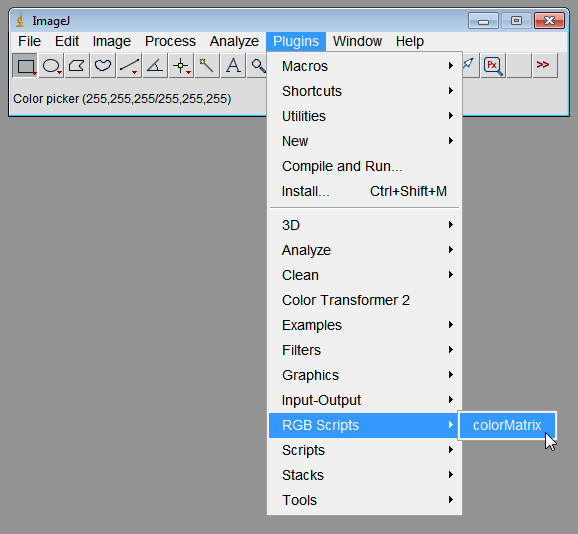 ImageJ
File Edit Image Process Analyze Plugins Window Help
A Px >>
Color picker (255,255,255/255,255,255)
Macros
Shortcuts
Utilities
New
Compile and Run...
Install... Ctrl+Shift+M
3D
Analyze
Clean
Color Transformer 2
Examples
Filters
Graphics
Input-Output
RGB Scripts colorMatrix
Scripts
Stacks
Tools